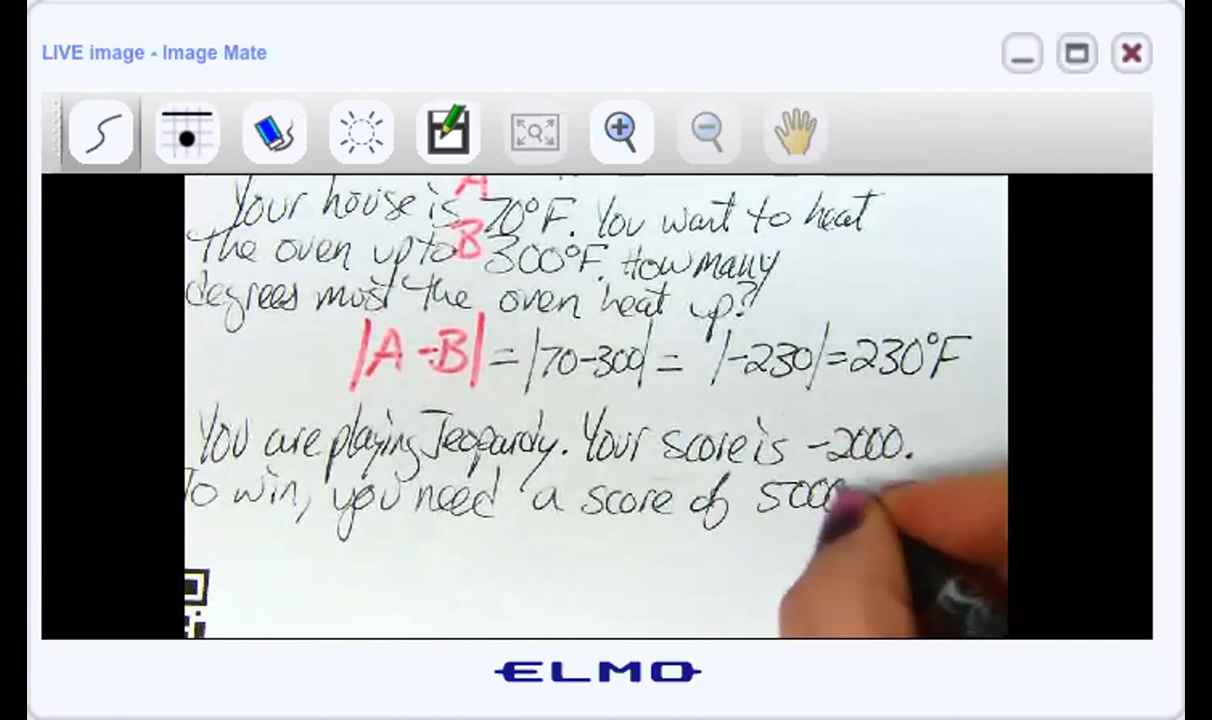 LIVE image - Image Mate
A
Your house is 70°F. You want to heat
B
The oven up to 300°F. How many
degrees must the oven heat up?
|A-B| = |70-300| = |-230| = 230°F
You are playing Jeopardy. Your score is -2000.
To win, you need a score of 5000
ELMO